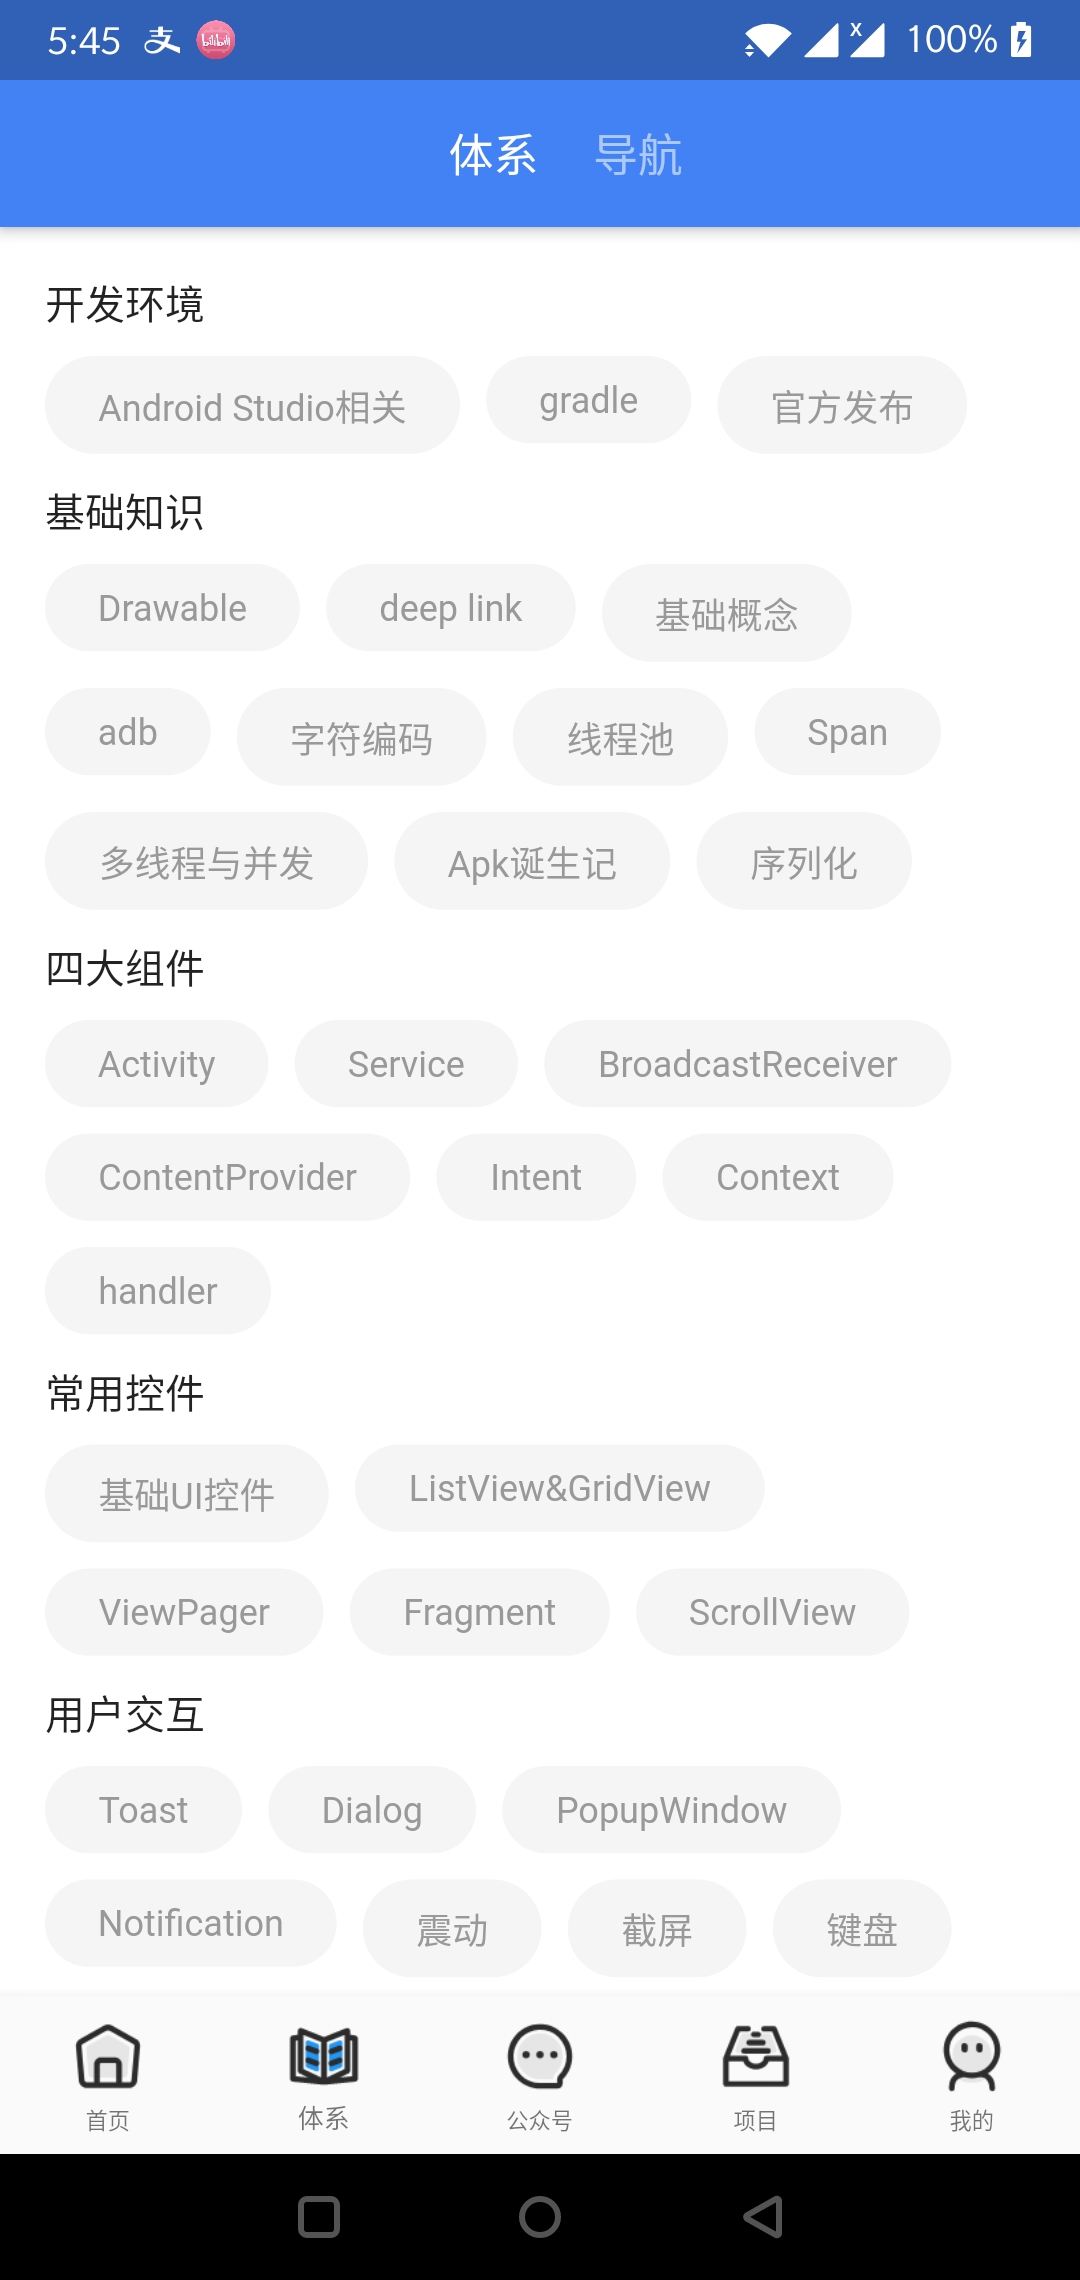 5:45 支 bilibili X 100%
体系 导航
开发环境
Android Studio相关 gradle 官方发布
基础知识
Drawable deep link 基础概念
adb 字符编码 线程池 Span
多线程与并发 Apk诞生记 序列化
四大组件
Activity Service BroadcastReceiver
ContentProvider Intent Context
handler
常用控件
基础UI控件 ListView&GridView
ViewPager Fragment ScrollView
用户交互
Toast Dialog PopupWindow
Notification 震动 截屏 键盘
首页 体系 公众号 项目 我的